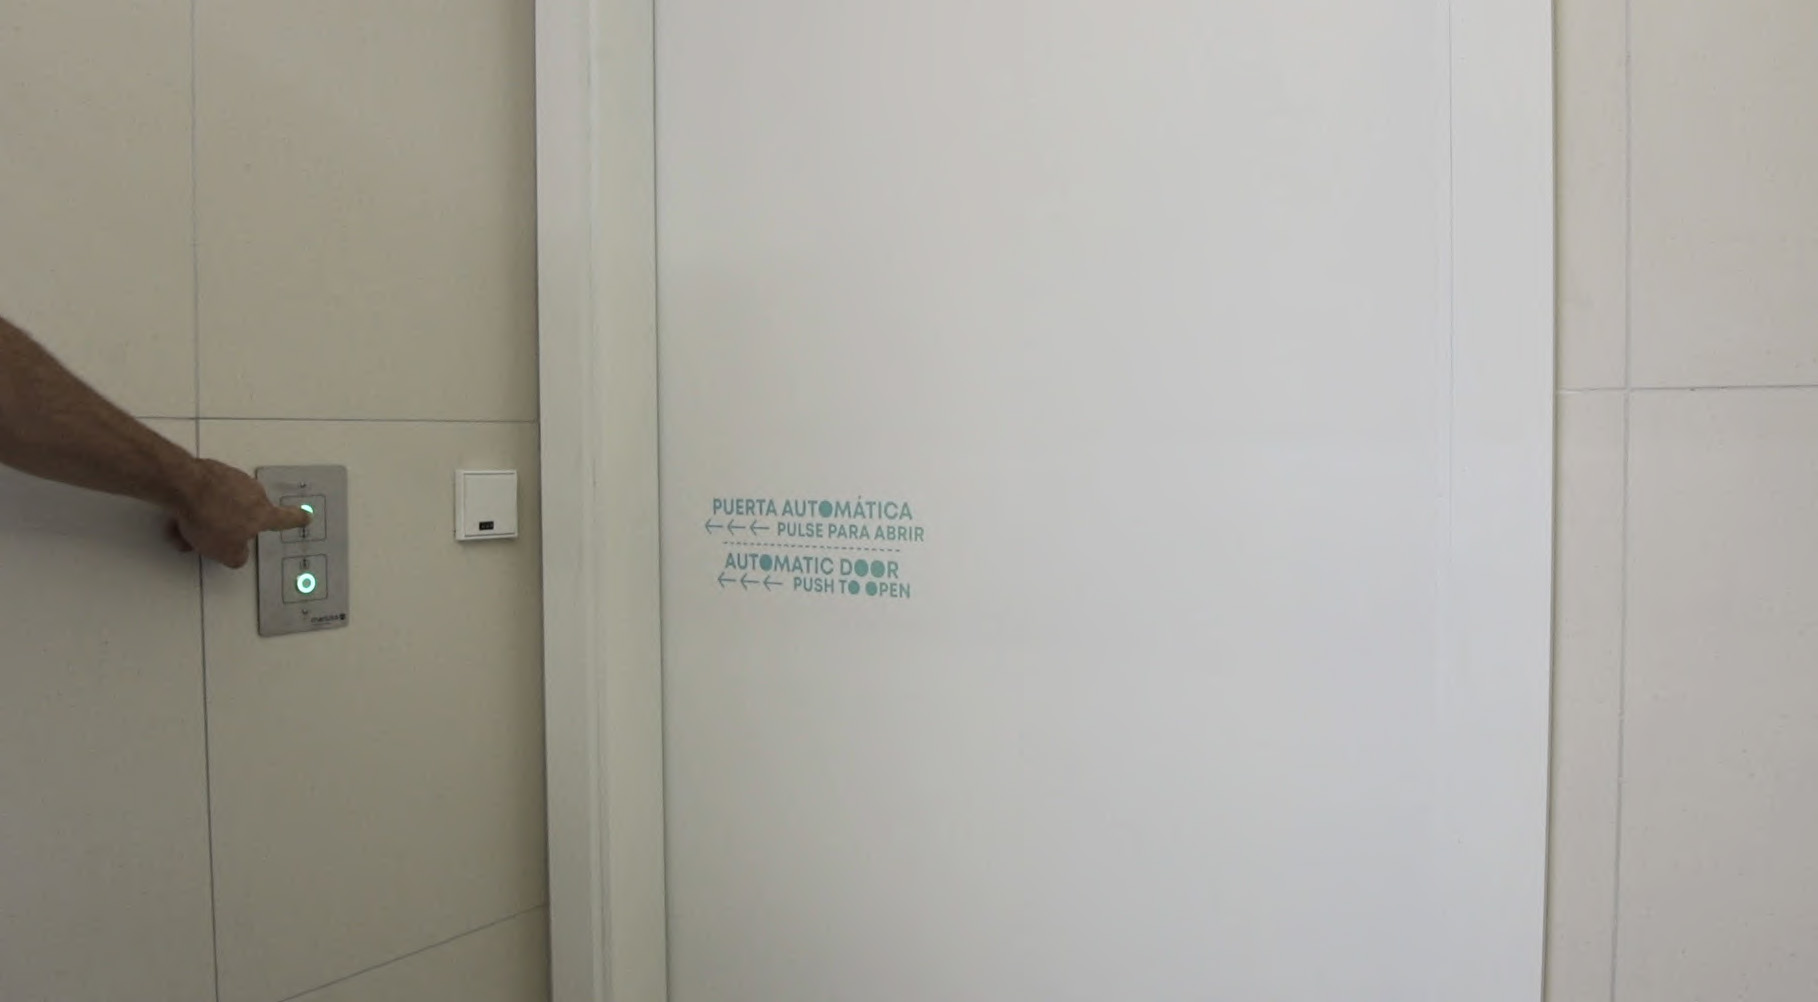 PUERTA AUTOMÁTICA
←←← PULSE PARA ABRIR
AUTOMATIC DOOR
←←← PUSH TO OPEN